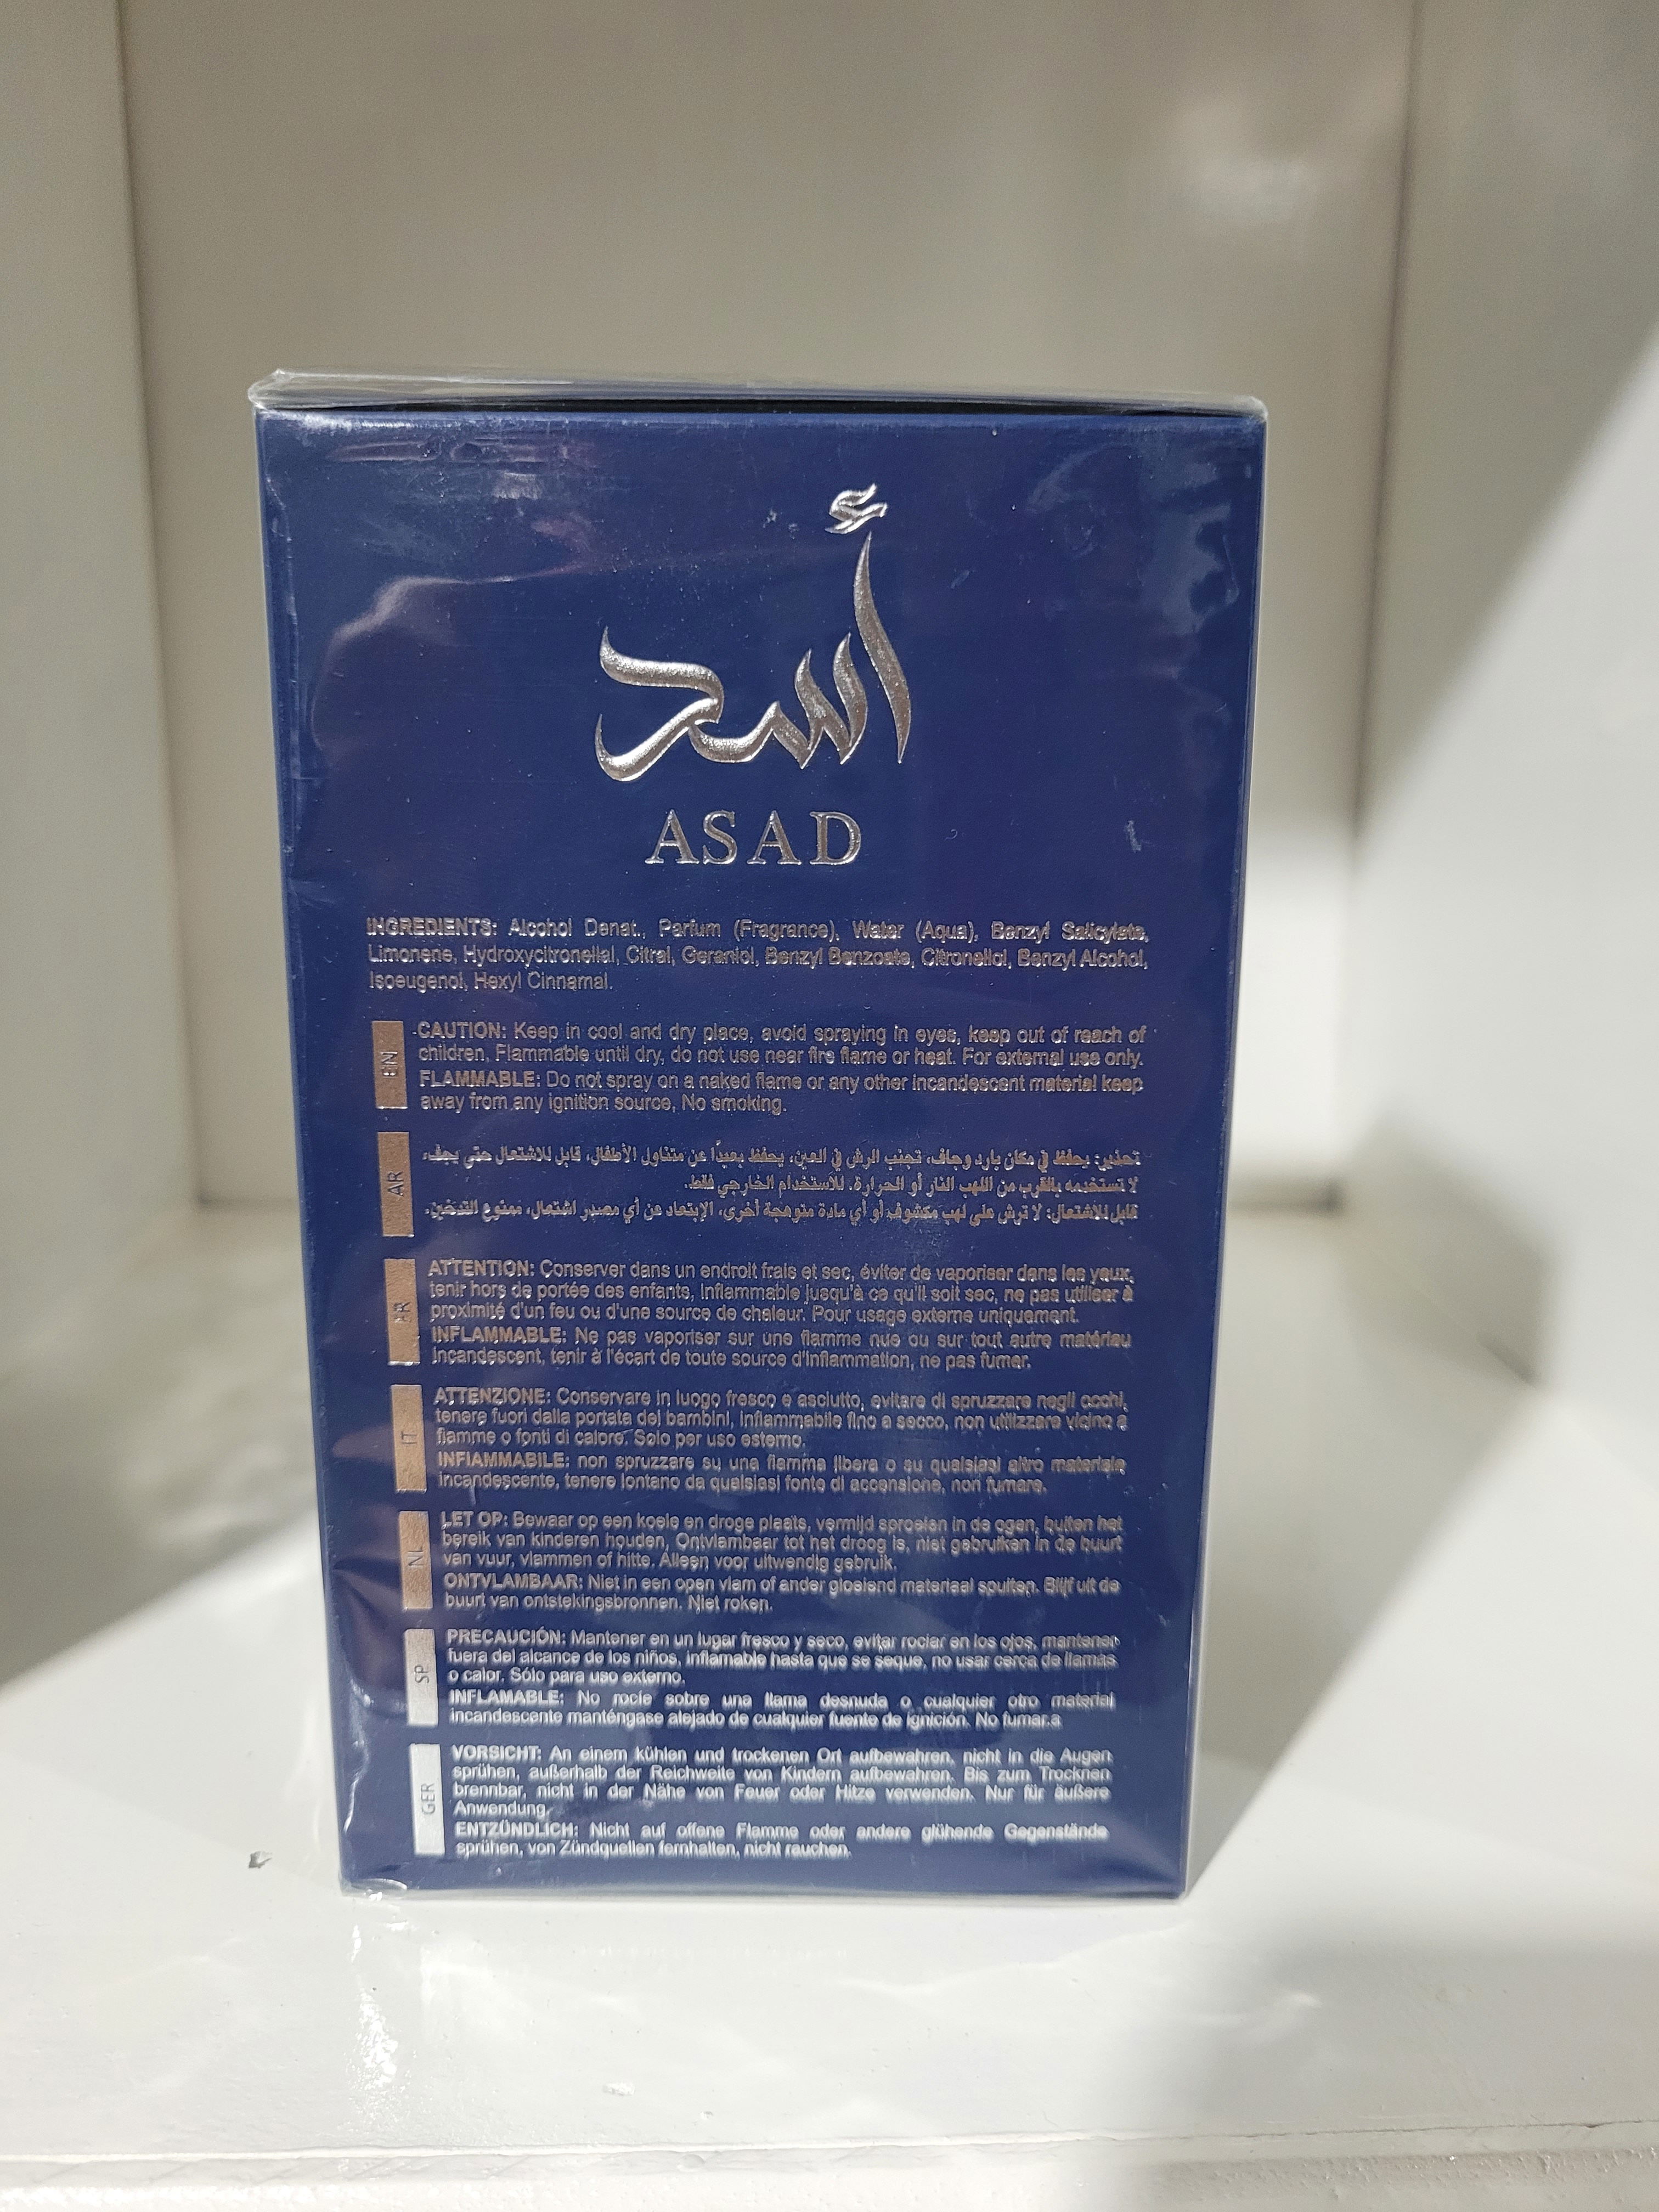 أسد
ASAD
INGREDIENTS: Alcohol Denat., Parfum (Fragrance), Water (Aqua), Benzyl Salicylate,
Limonene, Hydroxycitronellal, Citral, Geraniol, Benzyl Benzoate, Citronellol, Benzyl Alcohol,
Isoeugenol, Hexyl Cinnamal.
EN
CAUTION: Keep in cool and dry place, avoid spraying in eyes, keep out of reach of
children, Flammable until dry, do not use near fire flame or heat. For external use only.
FLAMMABLE: Do not spray on a naked flame or any other incandescent material keep
away from any ignition source, No smoking.
AR
تحذير: يحفظ في مكان بارد وجاف، تجنب الرش في العين، يحفظ بعيداً عن متناول الأطفال، قابل للاشتعال حتى يجف،
لا تستخدمه بالقرب من اللهب النار أو الحرارة. للاستخدام الخارجي فقط.
قابل للاشتعال: لا ترش على لهب مكشوف أو أي مادة متوهجة أخرى، الإبتعاد عن أي مصدر اشتعال، ممنوع التدخين.
FR
ATTENTION: Conserver dans un endroit frais et sec, éviter de vaporiser dans les yeux,
tenir hors de portée des enfants, Inflammable jusqu'à ce qu'il soit sec, ne pas utiliser à
proximité d'un feu ou d'une source de chaleur. Pour usage externe uniquement.
INFLAMMABLE: Ne pas vaporiser sur une flamme nue ou sur tout autre matériau
incandescent, tenir à l'écart de toute source d'inflammation, ne pas fumer.
IT
ATTENZIONE: Conservare in luogo fresco e asciutto, evitare di spruzzare negli occhi,
tenere fuori dalla portata dei bambini, Infiammabile fino a secco, non utilizzare vicino a
fiamme o fonti di calore. Solo per uso esterno.
INFIAMMABILE: non spruzzare su una fiamma libera o su qualsiasi altro materiale
incandescente, tenere lontano da qualsiasi fonte di accensione, non fumare.
NL
LET OP: Bewaar op een koele en droge plaats, vermijd sproeien in de ogen, buiten het
bereik van kinderen houden, Ontvlambaar tot het droog is, niet gebruiken in de buurt
van vuur, vlammen of hitte. Alleen voor uitwendig gebruik.
ONTVLAMBAAR: Niet in een open vlam of ander gloeiend materiaal spuiten. Blijf uit de
buurt van ontstekingsbronnen. Niet roken.
SP
PRECAUCIÓN: Mantener en un lugar fresco y seco, evitar rociar en los ojos, mantener
fuera del alcance de los niños, inflamable hasta que se seque, no usar cerca de llamas
o calor. Sólo para uso externo.
INFLAMABLE: No rocíe sobre una llama desnuda o cualquier otro material
incandescente manténgase alejado de cualquier fuente de ignición. No fumar.a
GER
VORSICHT: An einem kühlen und trockenen Ort aufbewahren, nicht in die Augen
sprühen, außerhalb der Reichweite von Kindern aufbewahren. Bis zum Trocknen
brennbar, nicht in der Nähe von Feuer oder Hitze verwenden. Nur für äußere
Anwendung.
ENTZÜNDLICH: Nicht auf offene Flamme oder andere glühende Gegenstände
sprühen, von Zündquellen fernhalten, nicht rauchen.